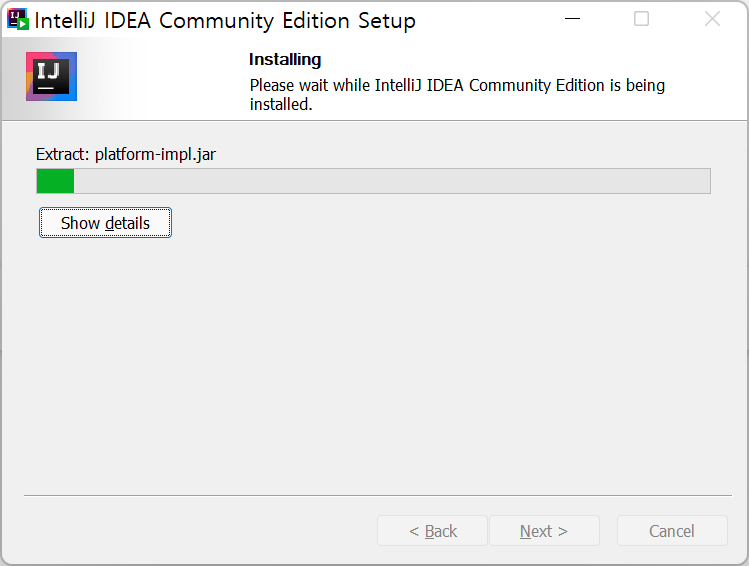 IntelliJ IDEA Community Edition Setup
IJ
Installing
Please wait while IntelliJ IDEA Community Edition is being
installed.
Extract: platform-impl.jar
Show details
< Back
Next >
Cancel